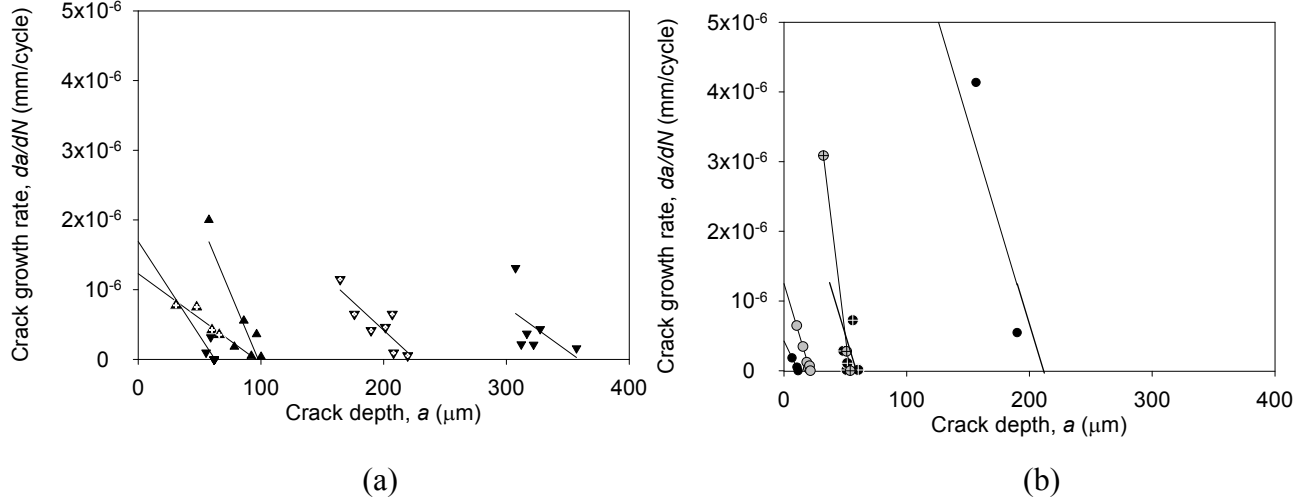 5x10⁻⁶
4x10⁻⁶
3x10⁻⁶
2x10⁻⁶
1x10⁻⁶
0
Crack growth rate, da/dN (mm/cycle)
0 100 200 300 400
Crack depth, a (μm)
(a)
5x10⁻⁶
4x10⁻⁶
3x10⁻⁶
2x10⁻⁶
1x10⁻⁶
0
Crack growth rate, da/dN (mm/cycle)
0 100 200 300 400
Crack depth, a (μm)
(b)